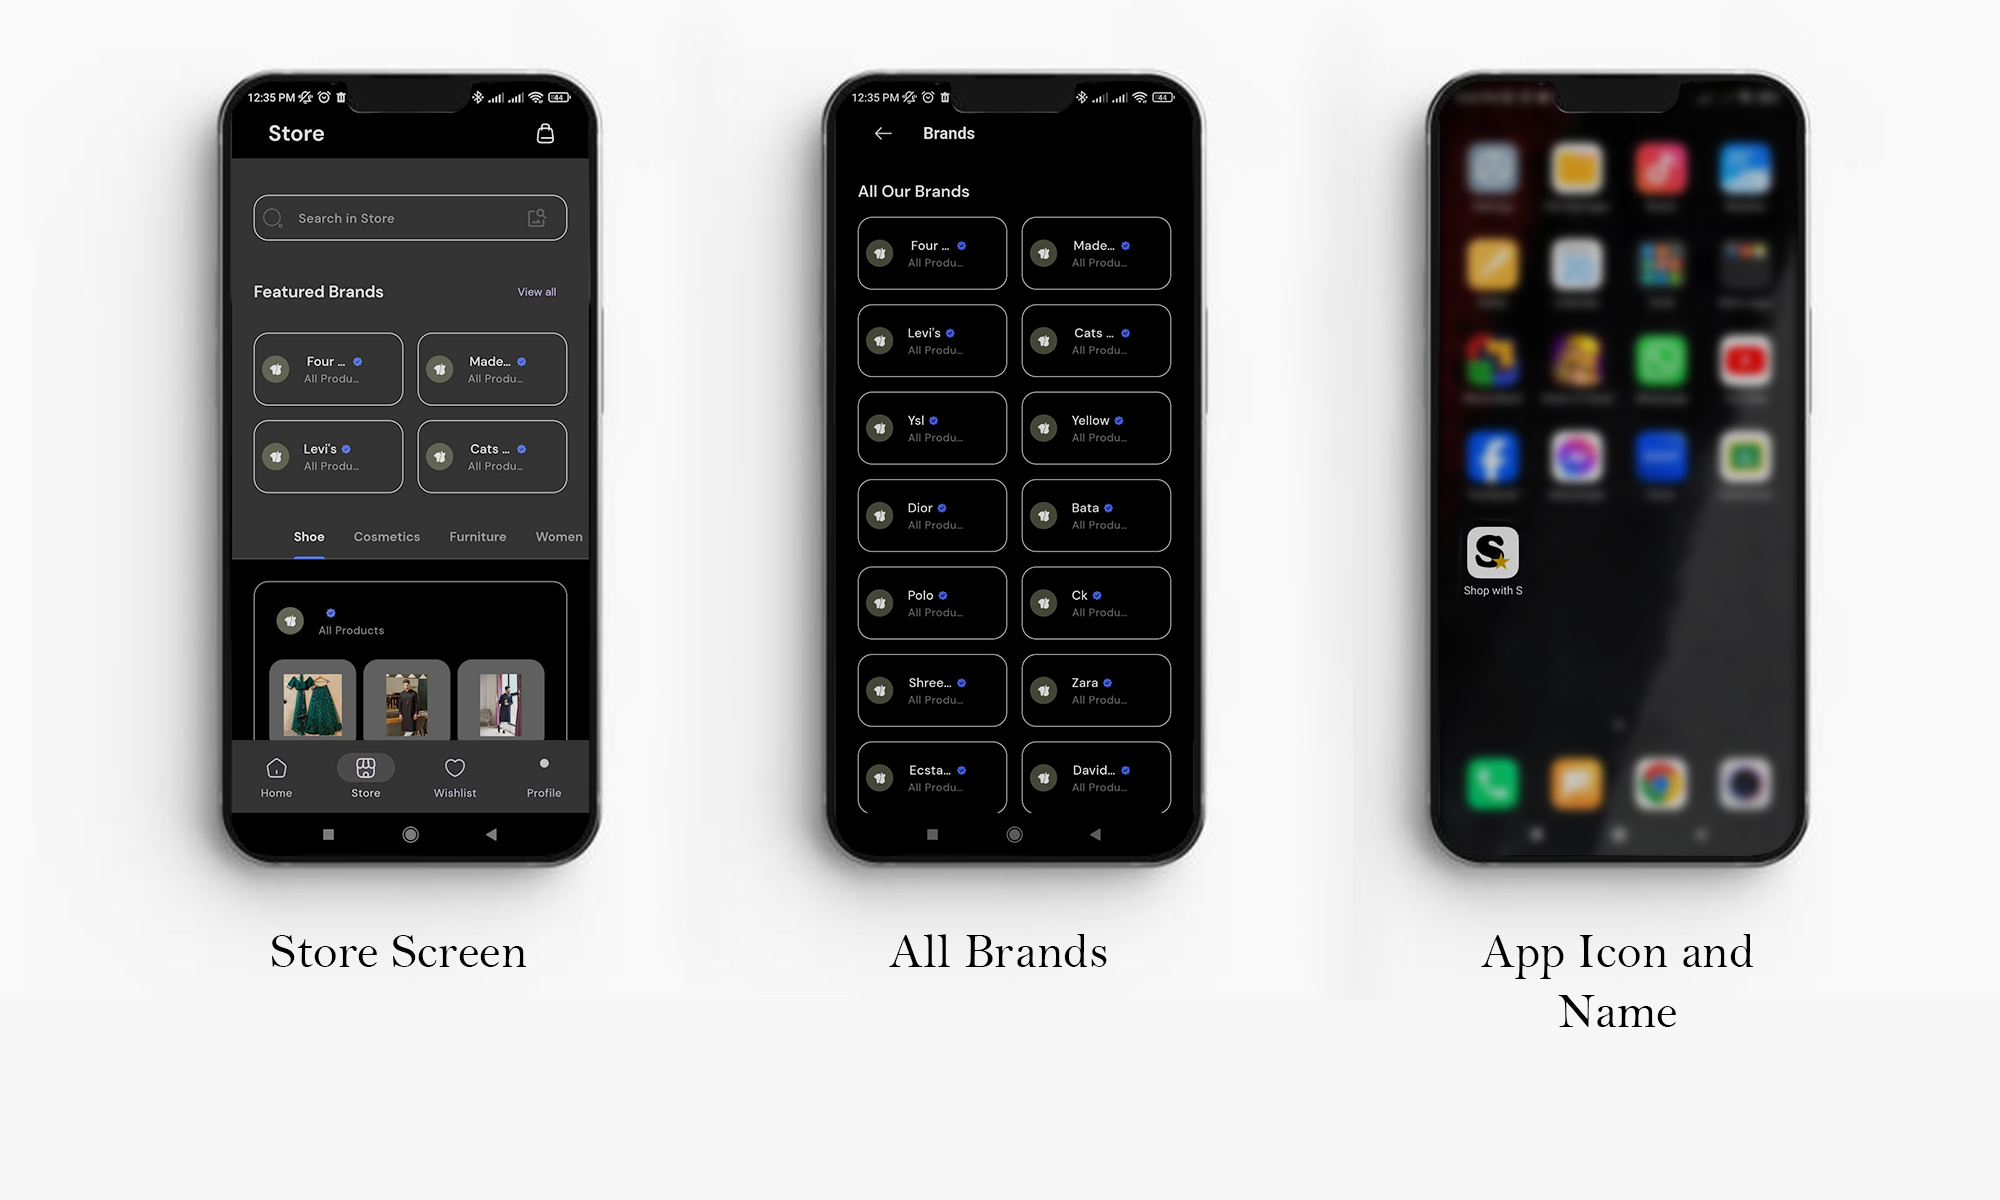 12:35 PM
44
Store
Search in Store
Featured Brands
View all
Four ...
All Produ...
Made...
All Produ...
Levi's
All Produ...
Cats ...
All Produ...
Shoe Cosmetics Furniture Women
All Products
Home Store Wishlist Profile
Store Screen
12:35 PM
44
Brands
All Our Brands
Four ...
All Produ...
Made...
All Produ...
Levi's
All Produ...
Cats ...
All Produ...
Ysl
All Produ...
Yellow
All Produ...
Dior
All Produ...
Bata
All Produ...
Polo
All Produ...
Ck
All Produ...
Shree...
All Produ...
Zara
All Produ...
Ecsta...
All Produ...
David...
All Produ...
All Brands
S
Shop with S
App Icon and
Name